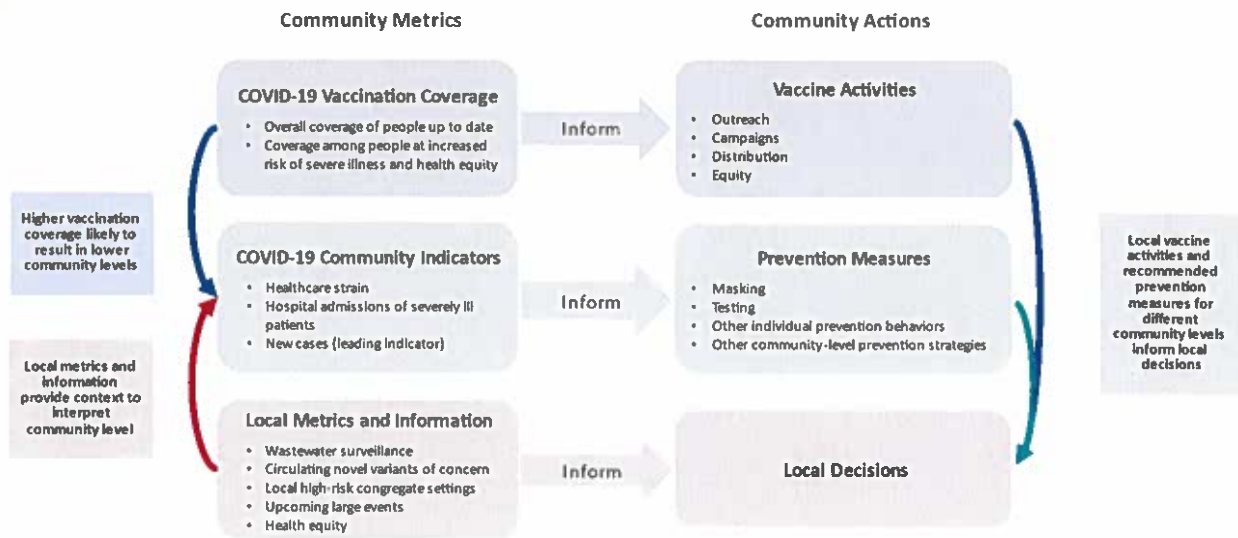 Community Metrics
Community Actions
COVID-19 Vaccination Coverage
• Overall coverage of people up to date
• Coverage among people at increased
risk of severe illness and health equity
Inform
Vaccine Activities
• Outreach
• Campaigns
• Distribution
• Equity
Higher vaccination
coverage likely to
result in lower
community levels
COVID-19 Community Indicators
• Healthcare strain
• Hospital admissions of severely ill
patients
• New cases (leading indicator)
Inform
Prevention Measures
• Masking
• Testing
• Other individual prevention behaviors
• Other community-level prevention strategies
Local vaccine
activities and
recommended
prevention
measures for
different
community levels
inform local
decisions
Local metrics and
information
provide context to
interpret
community level
Local Metrics and Information
• Wastewater surveillance
• Circulating novel variants of concern
• Local high-risk congregate settings
• Upcoming large events
• Health equity
Inform
Local Decisions